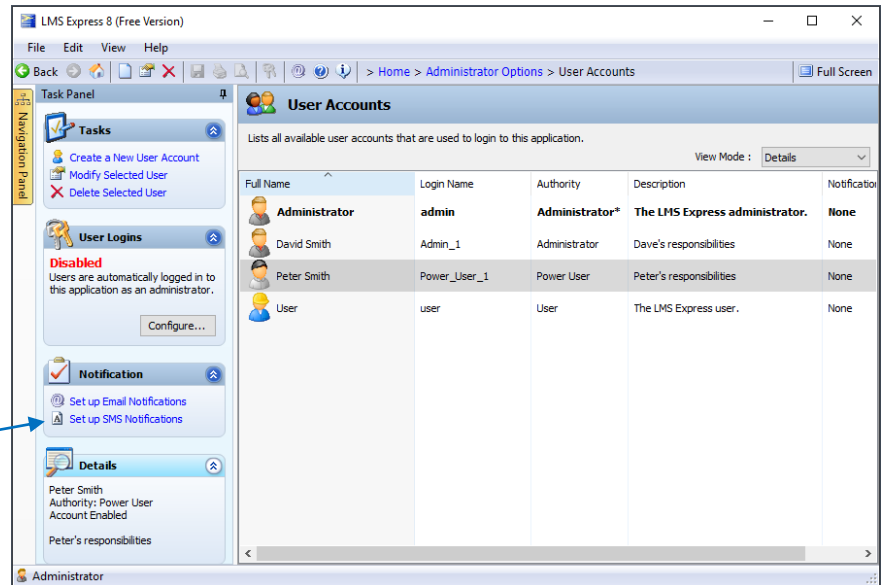 LMS Express 8 (Free Version)
File Edit View Help
Back > Home > Administrator Options > User Accounts Full Screen
Navigation Panel
Task Panel
Tasks
Create a New User Account
Modify Selected User
Delete Selected User
User Logins
Disabled
Users are automatically logged in to
this application as an administrator.
Configure...
Notification
Set up Email Notifications
Set up SMS Notifications
Details
Peter Smith
Authority: Power User
Account Enabled
Peter's responsibilities
User Accounts
Lists all available user accounts that are used to login to this application.
View Mode : Details
Full Name Login Name Authority Description Notification
Administrator admin Administrator* The LMS Express administrator. None
David Smith Admin_1 Administrator Dave's responsibilities None
Peter Smith Power_User_1 Power User Peter's responsibilities None
User user User The LMS Express user. None
Administrator